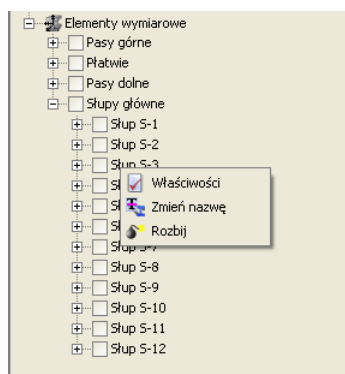 Elementy wymiarowe
Pasy górne
Płatwie
Pasy dolne
Słupy główne
Słup S-1
Słup S-2
Słup S-3
Właściwości
Zmień nazwę
Rozbij
Słup S-8
Słup S-9
Słup S-10
Słup S-11
Słup S-12